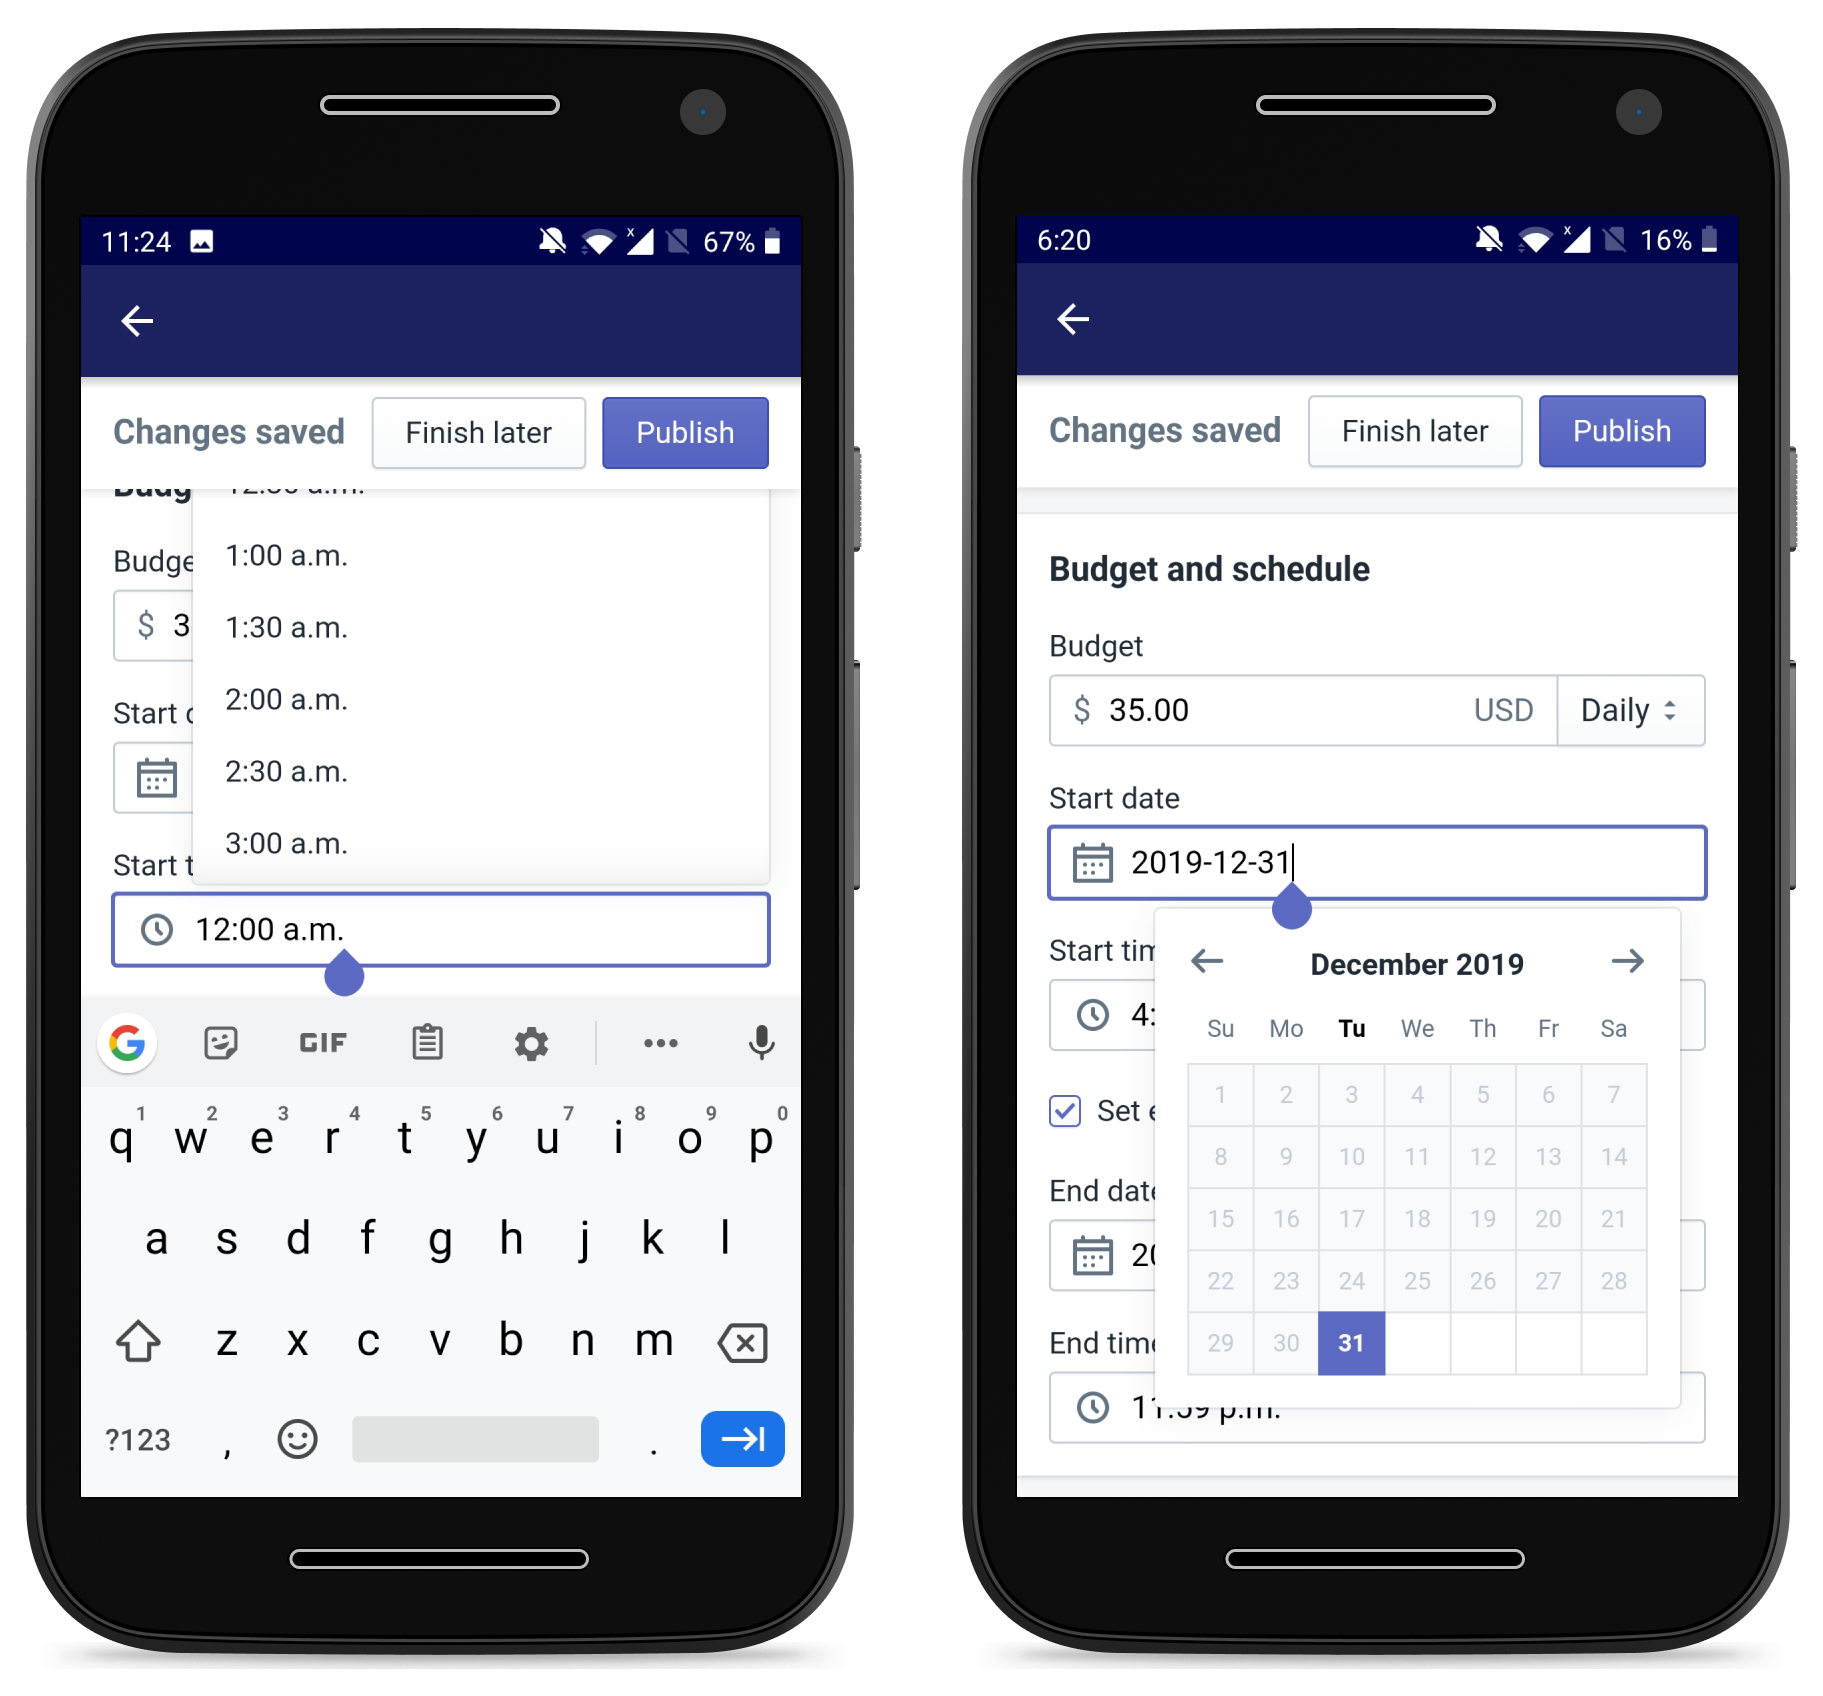 11:24 67%
Changes saved Finish later Publish
Budg 12:30 a.m.
1:00 a.m.
Budge
1:30 a.m.
$ 3
2:00 a.m.
Start
2:30 a.m.
3:00 a.m.
Start t
12:00 a.m.
GIF
1 2 3 4 5 6 7 8 9 0
q w e r t y u i o p
a s d f g h j k l
z x c v b n m
?123 , .
6:20 16%
Changes saved Finish later Publish
Budget and schedule
Budget
$ 35.00 USD Daily
Start date
2019-12-31
Start tim
4:
Set e
End date
20
End time
11:59 p.m.
December 2019
Su Mo Tu We Th Fr Sa
1 2 3 4 5 6 7
8 9 10 11 12 13 14
15 16 17 18 19 20 21
22 23 24 25 26 27 28
29 30 31